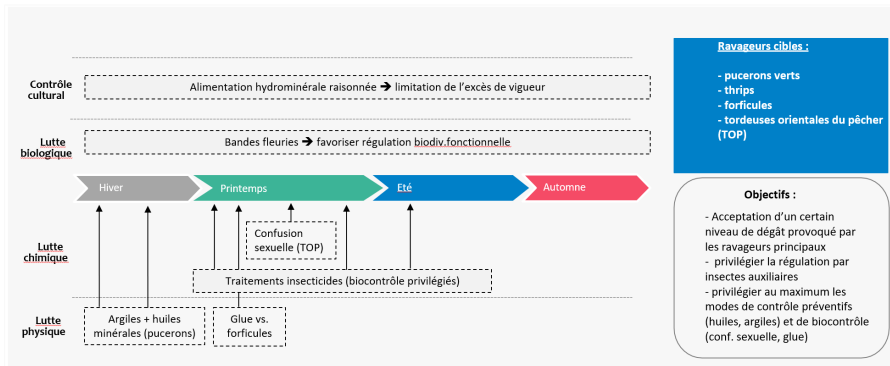 Contrôle
cultural
Alimentation hydrominérale raisonnée ➔ limitation de l'excès de vigueur
Lutte
biologique
Bandes fleuries ➔ favoriser régulation biodiv.fonctionnelle
Hiver
Printemps
Eté
Automne
Lutte
chimique
Confusion
sexuelle (TOP)
Traitements insecticides (biocontrôle privilégiés)
Lutte
physique
Argiles + huiles
minérales (pucerons)
Glue vs.
forficules
Ravageurs cibles :
- pucerons verts
- thrips
- forficules
- tordeuses orientales du pêcher
(TOP)
Objectifs :
- Acceptation d'un certain
niveau de dégât provoqué par
les ravageurs principaux
- privilégier la régulation par
insectes auxiliaires
- privilégier au maximum les
modes de contrôle préventifs
(huiles, argiles) et de biocontrôle
(conf. sexuelle, glue)